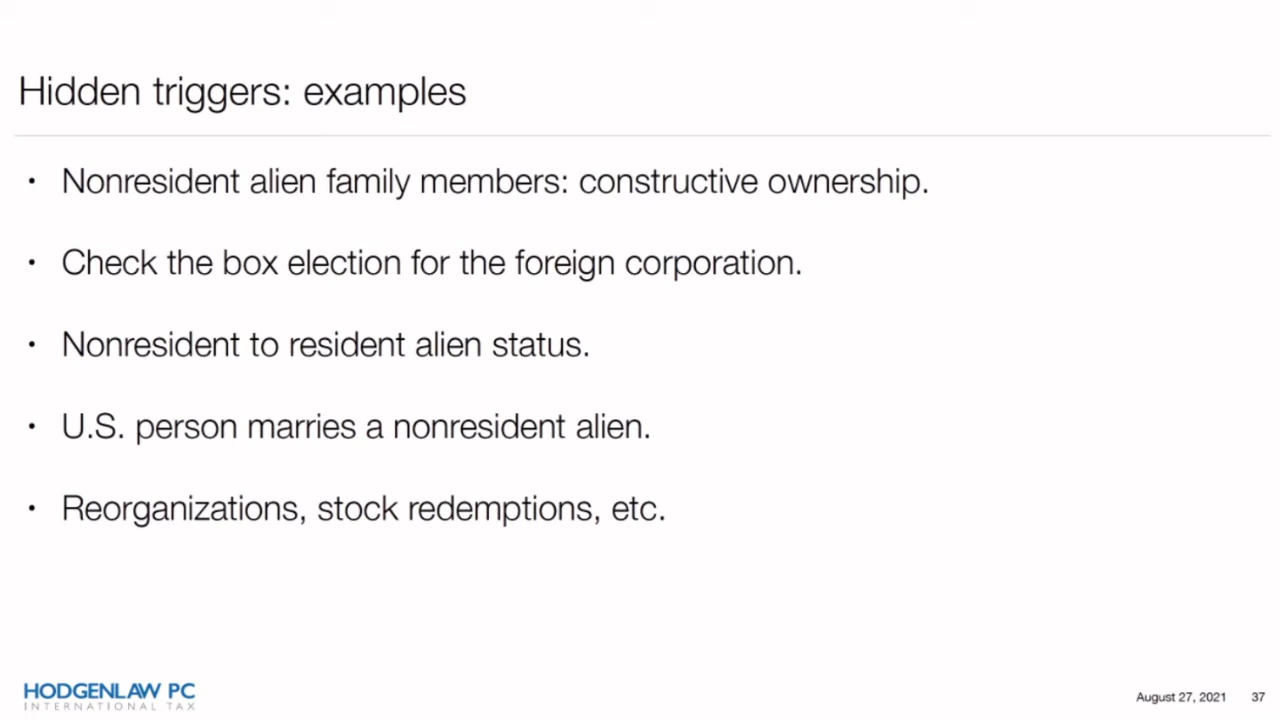 Hidden triggers: examples
• Nonresident alien family members: constructive ownership.
• Check the box election for the foreign corporation.
• Nonresident to resident alien status.
• U.S. person marries a nonresident alien.
• Reorganizations, stock redemptions, etc.
HODGENLAW PC
INTERNATIONAL TAX
August 27, 2021 37